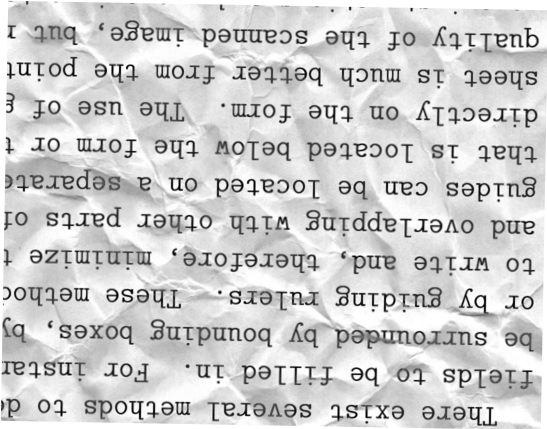 There exist several methods to
fields to be filled in. For instan
be surrounded by bounding boxes, by
or by guiding rulers. These method
to write and, therefore, minimize t
and overlapping with other parts of
guides can be located on a separate
that is located below the form or t
directly on the form. The use of g
sheet is much better from the point
quality of the scanned image, but r